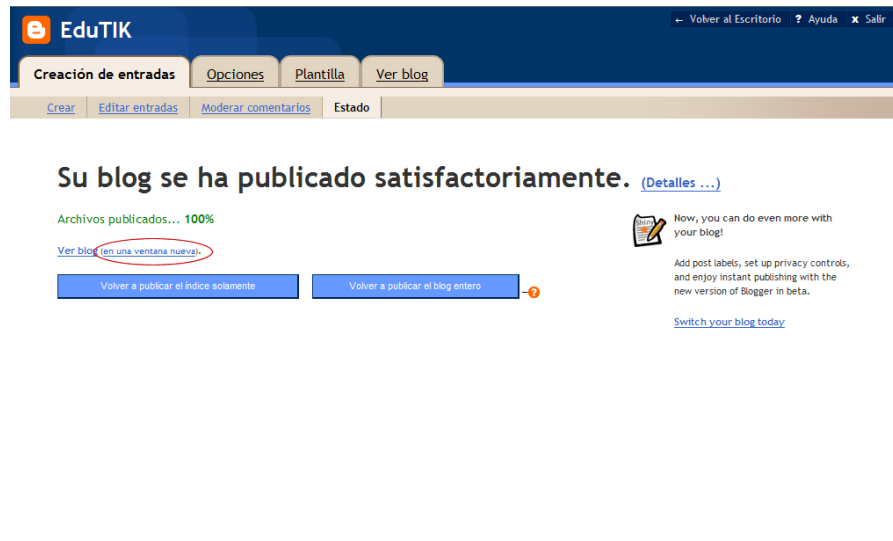 EduTIK
← Volver al Escritorio ? Ayuda x Salir
Creación de entradas Opciones Plantilla Ver blog
Crear Editar entradas Moderar comentarios Estado
Su blog se ha publicado satisfactoriamente. (Detalles ...)
Archivos publicados... 100%
Ver blog (en una ventana nueva).
Volver a publicar el índice solamente Volver a publicar el blog entero ?
Shiny
Now, you can do even more with
your blog!
Add post labels, set up privacy controls,
and enjoy instant publishing with the
new version of Blogger in beta.
Switch your blog today